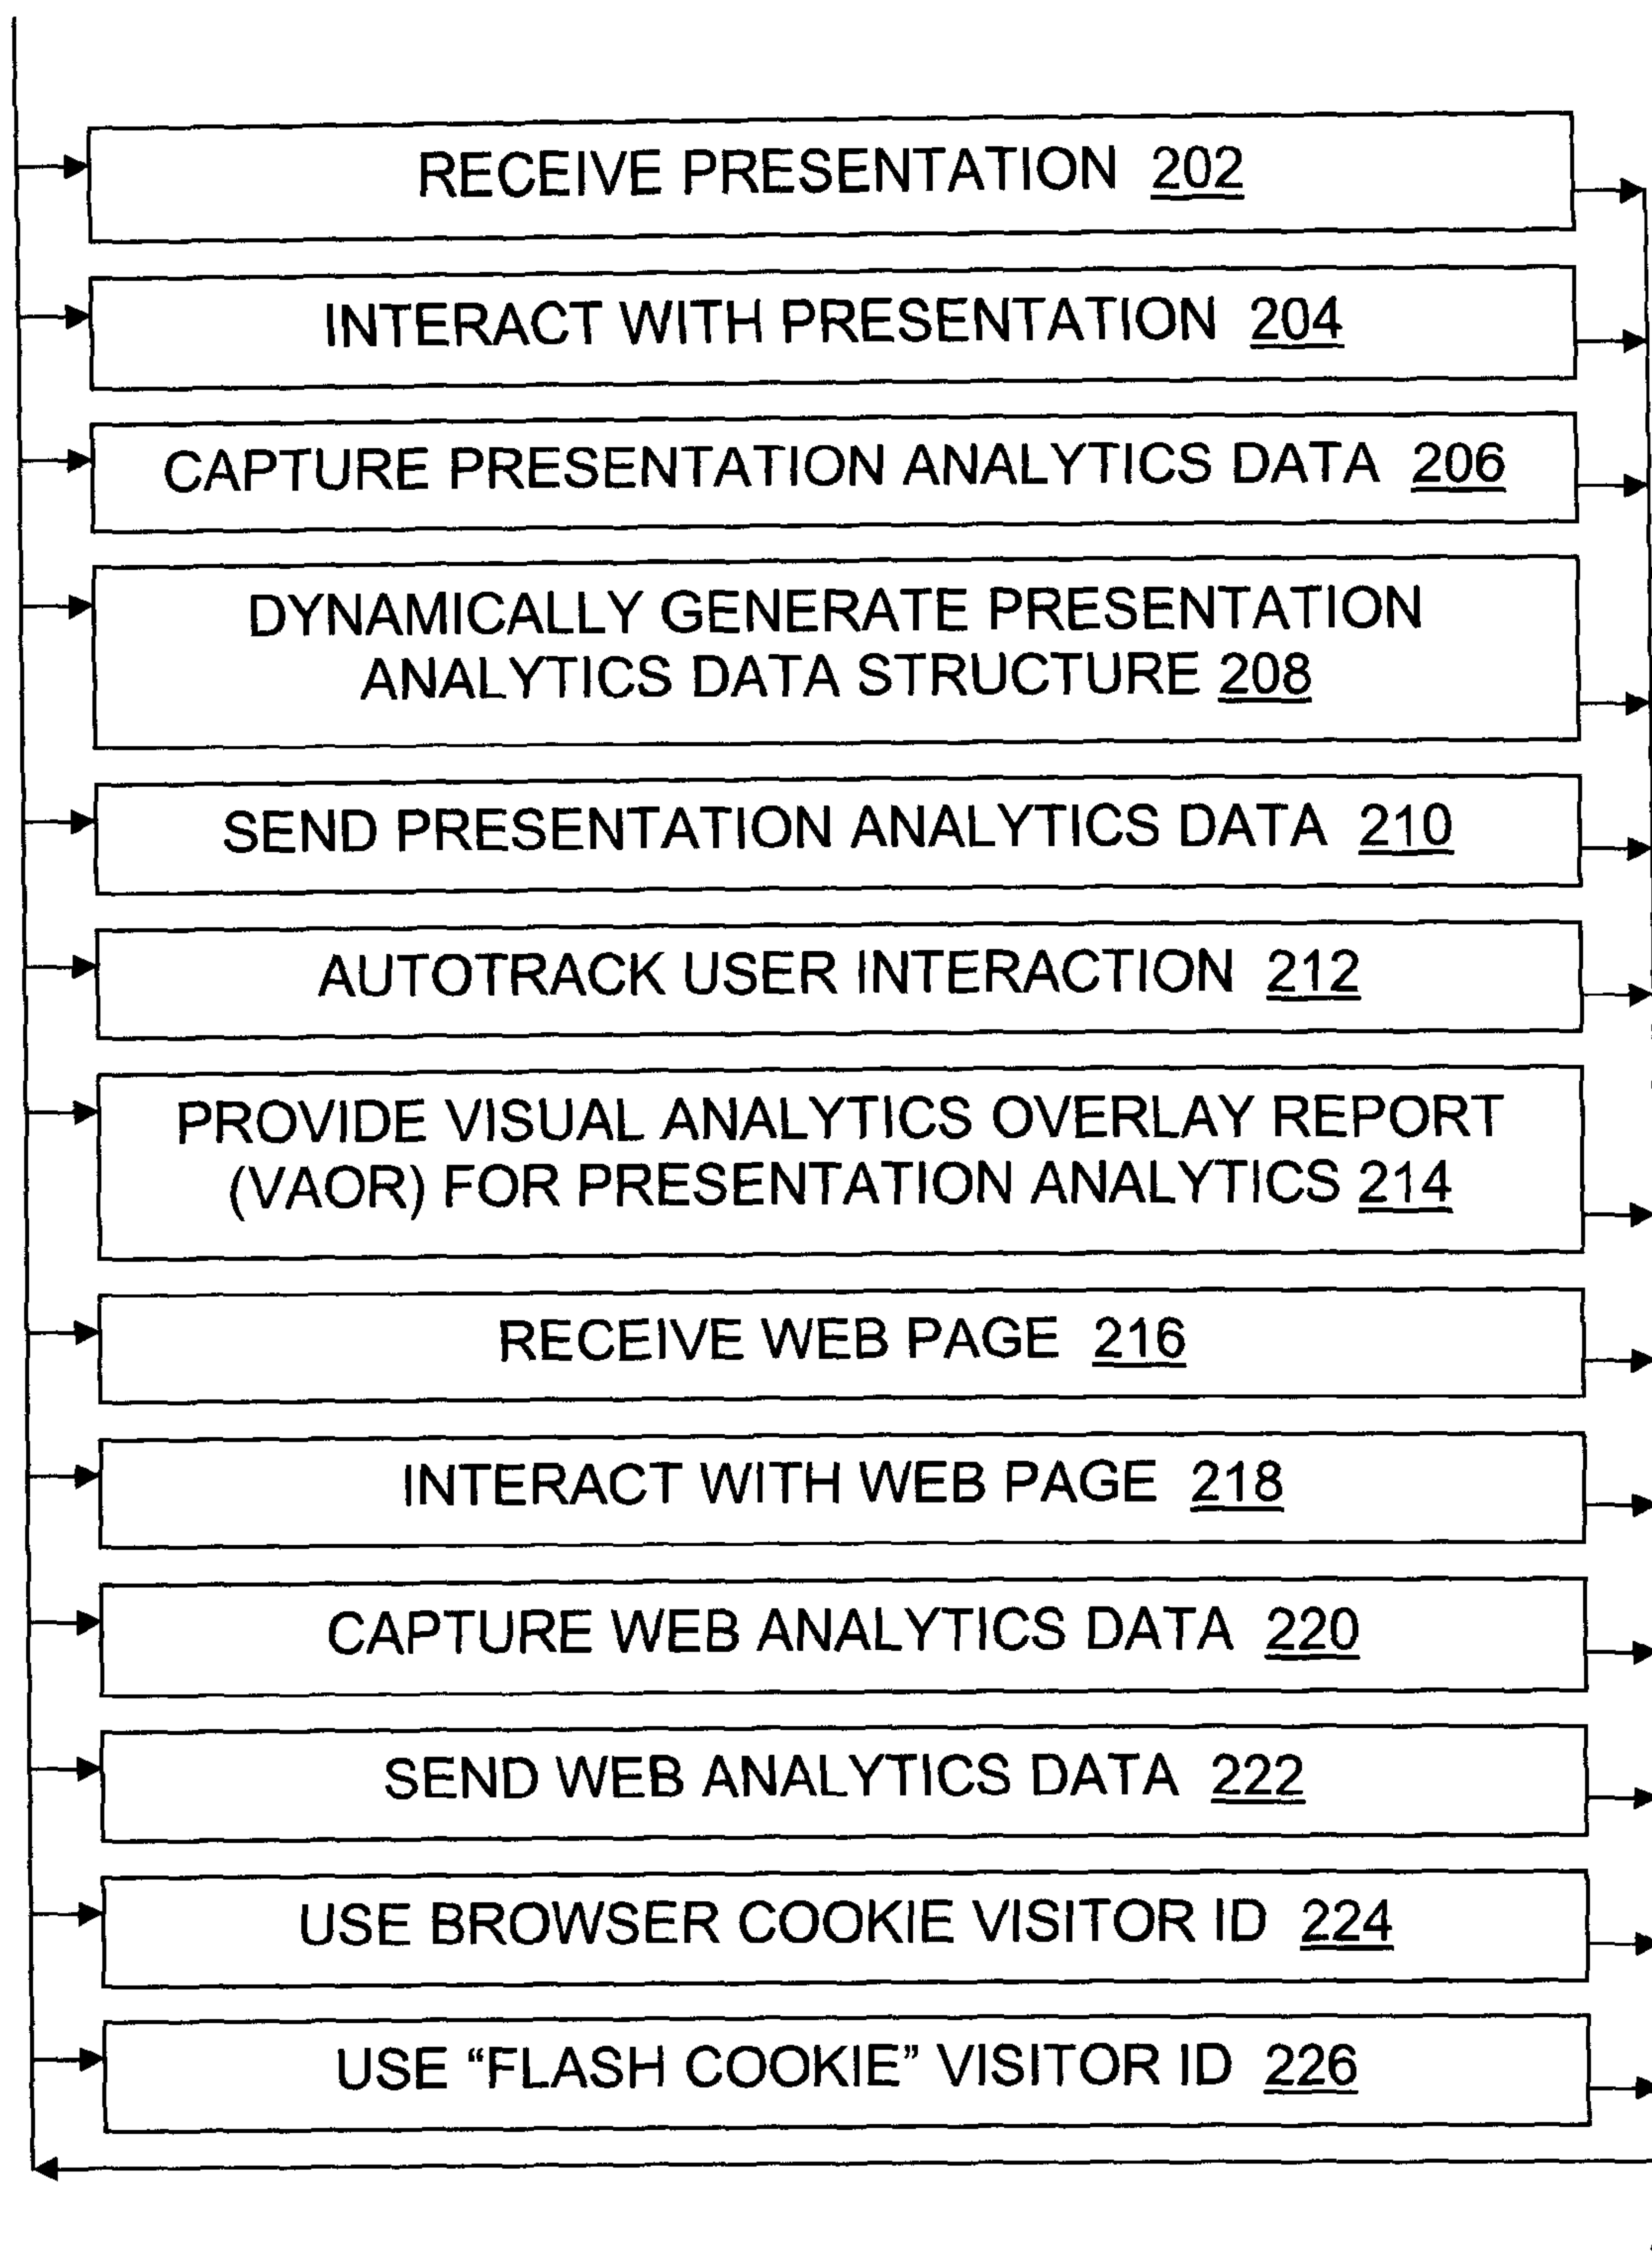 RECEIVE PRESENTATION 202
INTERACT WITH PRESENTATION 204
CAPTURE PRESENTATION ANALYTICS DATA 206
DYNAMICALLY GENERATE PRESENTATION
ANALYTICS DATA STRUCTURE 208
SEND PRESENTATION ANALYTICS DATA 210
AUTOTRACK USER INTERACTION 212
PROVIDE VISUAL ANALYTICS OVERLAY REPORT
(VAOR) FOR PRESENTATION ANALYTICS 214
RECEIVE WEB PAGE 216
INTERACT WITH WEB PAGE 218
CAPTURE WEB ANALYTICS DATA 220
SEND WEB ANALYTICS DATA 222
USE BROWSER COOKIE VISITOR ID 224
USE “FLASH COOKIE” VISITOR ID 226